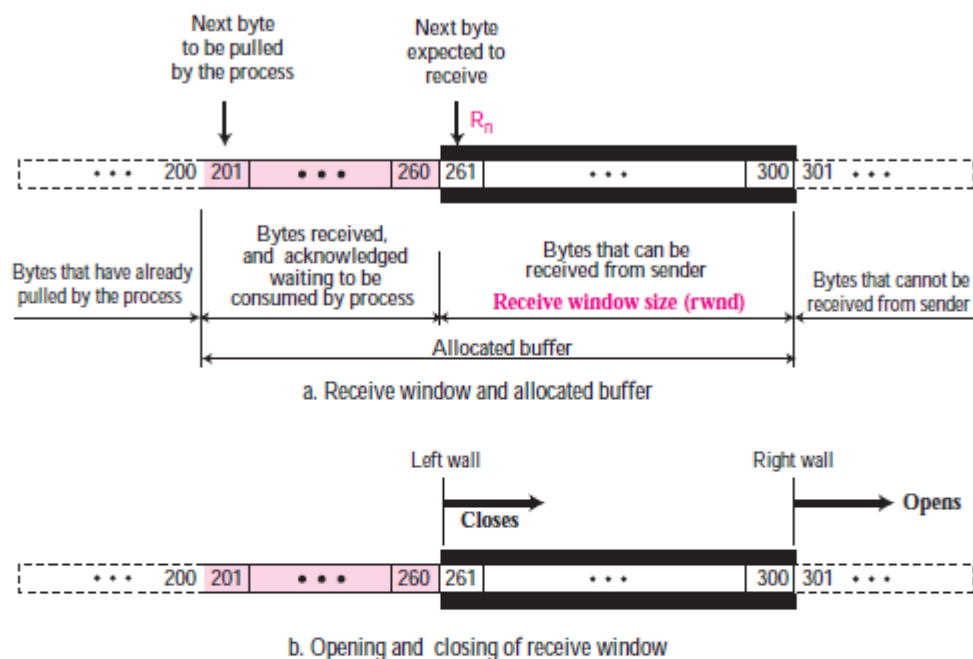 Next byte
to be pulled
by the process
Next byte
expected to
receive
Rn
• • • 200 201 • • • 260 261 • • • 300 301 • • •
Bytes that have already
pulled by the process
Bytes received,
and acknowledged
waiting to be
consumed by process
Bytes that can be
received from sender
Receive window size (rwnd)
Bytes that cannot be
received from sender
Allocated buffer
a. Receive window and allocated buffer
Left wall
Right wall
Closes
Opens
• • • 200 201 • • • 260 261 • • • 300 301 • • •
b. Opening and closing of receive window